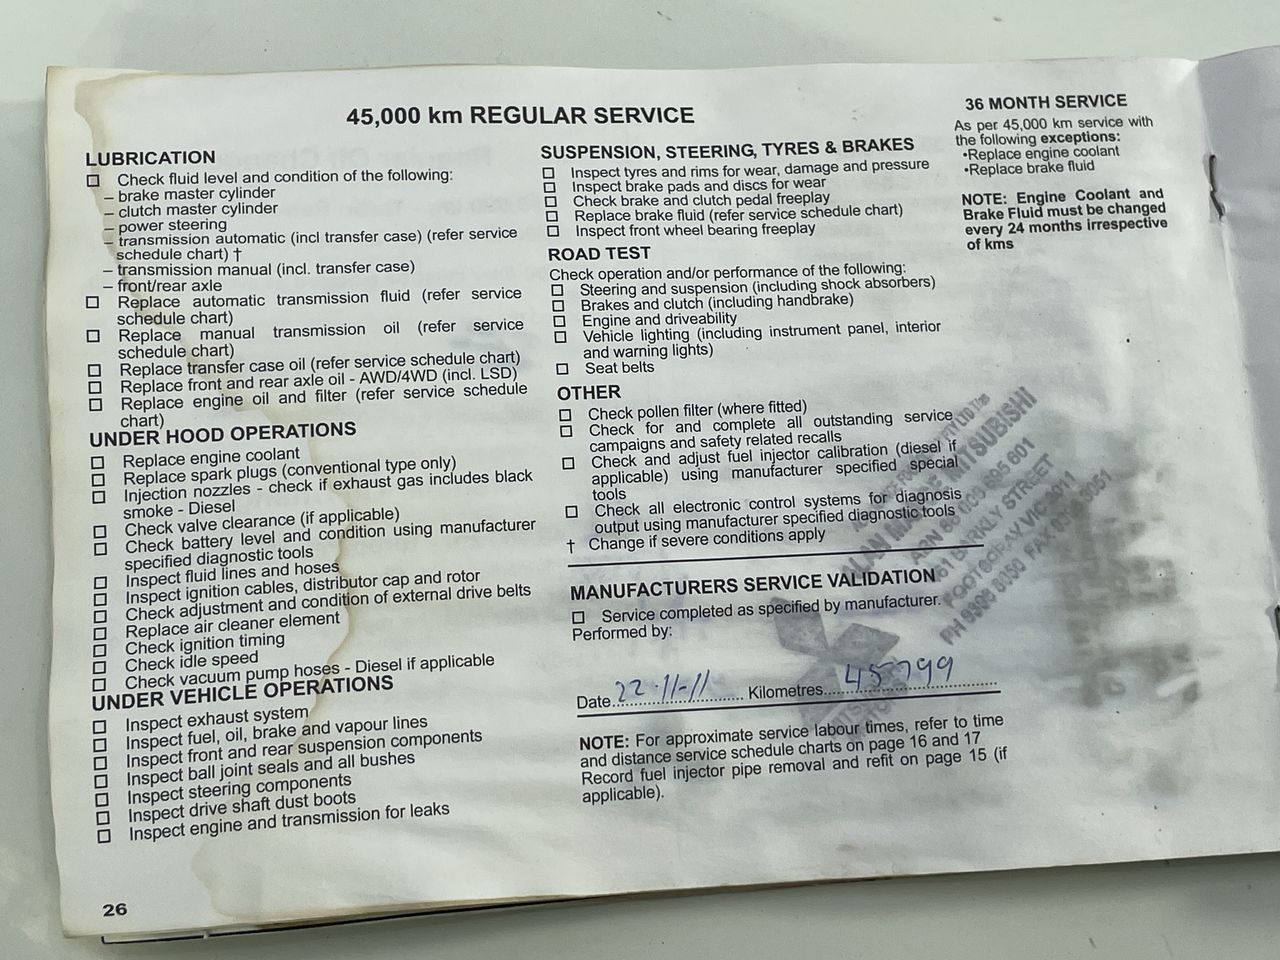 45,000 km REGULAR SERVICE
LUBRICATION
Check fluid level and condition of the following:
– brake master cylinder
– clutch master cylinder
– power steering
– transmission automatic (incl transfer case) (refer service
schedule chart) †
– transmission manual (incl. transfer case)
– front/rear axle
Replace automatic transmission fluid (refer service
schedule chart)
Replace manual transmission oil (refer service
schedule chart)
Replace transfer case oil (refer service schedule chart)
Replace front and rear axle oil - AWD/4WD (incl. LSD)
Replace engine oil and filter (refer service schedule
chart)
UNDER HOOD OPERATIONS
Replace engine coolant
Replace spark plugs (conventional type only)
Injection nozzles - check if exhaust gas includes black
smoke - Diesel
Check valve clearance (if applicable)
Check battery level and condition using manufacturer
specified diagnostic tools
Inspect fluid lines and hoses
Inspect ignition cables, distributor cap and rotor
Check adjustment and condition of external drive belts
Replace air cleaner element
Check ignition timing
Check idle speed
Check vacuum pump hoses - Diesel if applicable
UNDER VEHICLE OPERATIONS
Inspect exhaust system
Inspect fuel, oil, brake and vapour lines
Inspect front and rear suspension components
Inspect ball joint seals and all bushes
Inspect steering components
Inspect drive shaft dust boots
Inspect engine and transmission for leaks
26
SUSPENSION, STEERING, TYRES & BRAKES
Inspect tyres and rims for wear, damage and pressure
Inspect brake pads and discs for wear
Check brake and clutch pedal freeplay
Replace brake fluid (refer service schedule chart)
Inspect front wheel bearing freeplay
ROAD TEST
Check operation and/or performance of the following:
Steering and suspension (including shock absorbers)
Brakes and clutch (including handbrake)
Engine and driveability
Vehicle lighting (including instrument panel, interior
and warning lights)
Seat belts
OTHER
Check pollen filter (where fitted)
Check for and complete all outstanding service
campaigns and safety related recalls
Check and adjust fuel injector calibration (diesel if
applicable) using manufacturer specified special
tools
Check all electronic control systems for diagnosis
output using manufacturer specified diagnostic tools
† Change if severe conditions apply
MANUFACTURERS SERVICE VALIDATION
Service completed as specified by manufacturer.
Performed by:
Date 22-11-11 Kilometres 45799
NOTE: For approximate service labour times, refer to time
and distance service schedule charts on page 16 and 17
Record fuel injector pipe removal and refit on page 15 (if
applicable).
36 MONTH SERVICE
As per 45,000 km service with
the following exceptions:
•Replace engine coolant
•Replace brake fluid
NOTE: Engine Coolant and
Brake Fluid must be changed
every 24 months irrespective
of kms
PTY LTD
ALAN MITSUBISHI
ABN 695 601
BARKLY STREET
FOOTSCRAY VIC 3011
PH 8050 FAX 3051